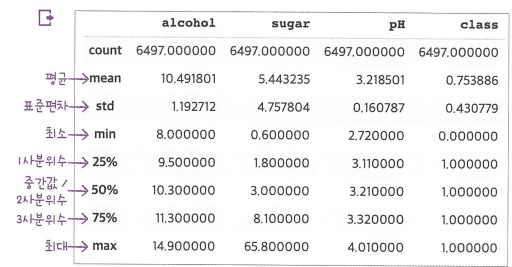 alcohol sugar pH class
count 6497.000000 6497.000000 6497.000000 6497.000000
평균 → mean 10.491801 5.443235 3.218501 0.753886
표준편차 → std 1.192712 4.757804 0.160787 0.430779
최소 → min 8.000000 0.600000 2.720000 0.000000
1사분위수 → 25% 9.500000 1.800000 3.110000 1.000000
중간값 /
2사분위수 → 50% 10.300000 3.000000 3.210000 1.000000
3사분위수 → 75% 11.300000 8.100000 3.320000 1.000000
최대 → max 14.900000 65.800000 4.010000 1.000000